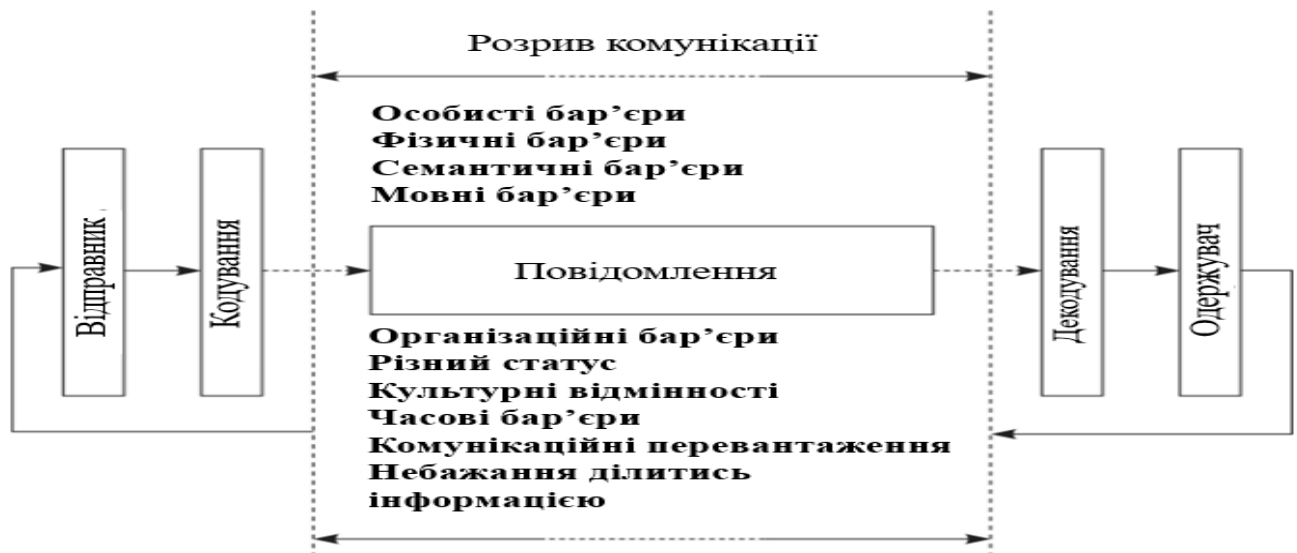 Розрив комунікації
Особисті бар’єри
Фізичні бар’єри
Семантичні бар’єри
Мовні бар’єри
Відправник
Кодування
Повідомлення
Декодування
Одержувач
Організаційні бар’єри
Різний статус
Культурні відмінності
Часові бар’єри
Комунікаційні перевантаження
Небажання ділитись
інформацією